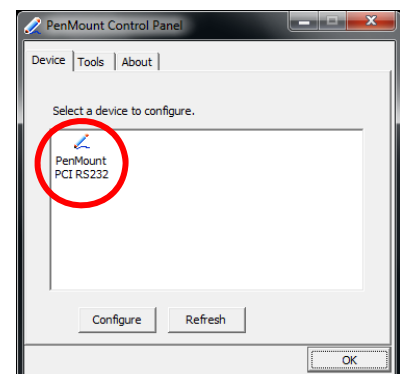 PenMount Control Panel
Device Tools About
Select a device to configure.
PenMount
PCI RS232
Configure Refresh
OK